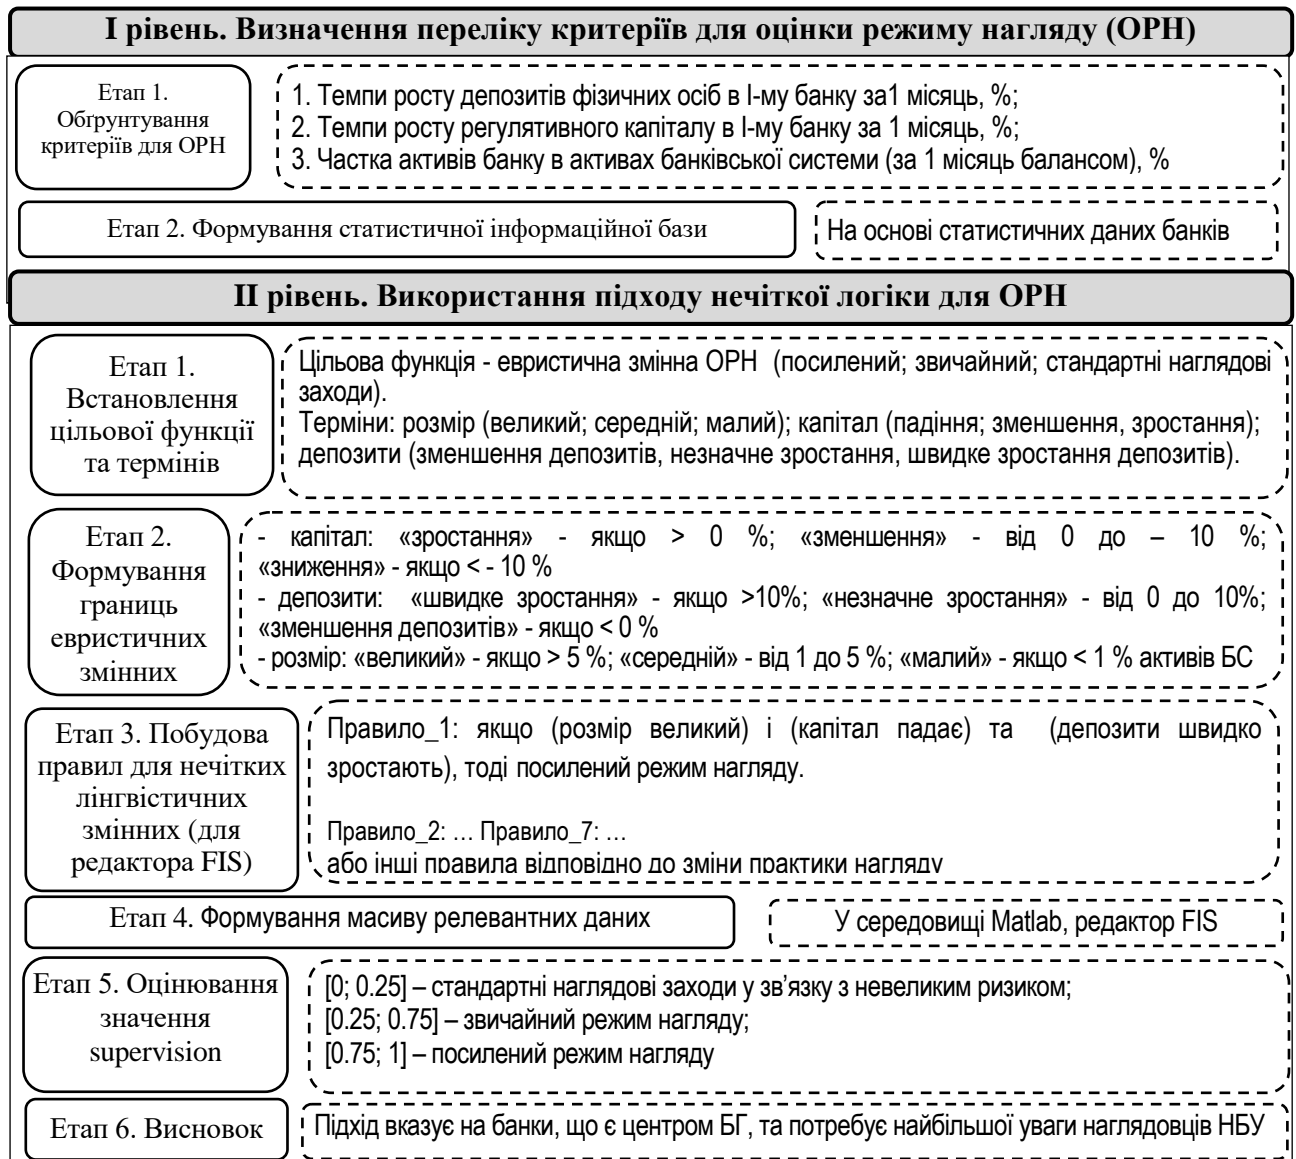 І рівень. Визначення переліку критеріїв для оцінки режиму нагляду (ОРН)
Етап 1.
Обґрунтування
критеріїв для ОРН
1. Темпи росту депозитів фізичних осіб в І-му банку за1 місяць, %;
2. Темпи росту регулятивного капіталу в І-му банку за 1 місяць, %;
3. Частка активів банку в активах банківської системи (за 1 місяць балансом), %
Етап 2. Формування статистичної інформаційної бази
На основі статистичних даних банків
ІІ рівень. Використання підходу нечіткої логіки для ОРН
Етап 1.
Встановлення
цільової функції
та термінів
Цільова функція - евристична змінна ОРН (посилений; звичайний; стандартні наглядові
заходи).
Терміни: розмір (великий; середній; малий); капітал (падіння; зменшення, зростання);
депозити (зменшення депозитів, незначне зростання, швидке зростання депозитів).
Етап 2.
Формування
границь
евристичних
змінних
- капітал: «зростання» - якщо > 0 %; «зменшення» - від 0 до – 10 %;
«зниження» - якщо < - 10 %
- депозити: «швидке зростання» - якщо >10%; «незначне зростання» - від 0 до 10%;
«зменшення депозитів» - якщо < 0 %
- розмір: «великий» - якщо > 5 %; «середній» - від 1 до 5 %; «малий» - якщо < 1 % активів БС
Етап 3. Побудова
правил для нечітких
лінгвістичних
змінних (для
редактора FIS)
Правило_1: якщо (розмір великий) і (капітал падає) та (депозити швидко
зростають), тоді посилений режим нагляду.
Правило_2: … Правило_7: …
або інші правила відповідно до зміни практики нагляду
Етап 4. Формування масиву релевантних даних
У середовищі Matlab, редактор FIS
Етап 5. Оцінювання
значення
supervision
[0; 0.25] – стандартні наглядові заходи у зв’язку з невеликим ризиком;
[0.25; 0.75] – звичайний режим нагляду;
[0.75; 1] – посилений режим нагляду
Етап 6. Висновок
Підхід вказує на банки, що є центром БГ, та потребує найбільшої уваги наглядовців НБУ